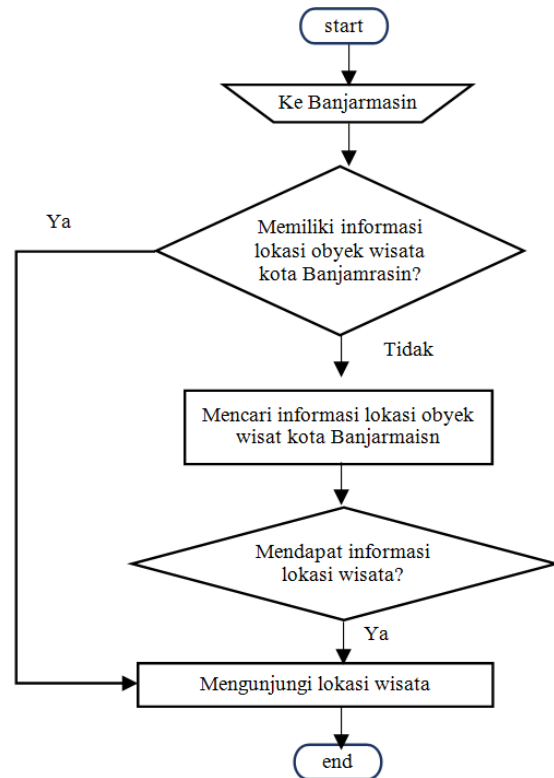 start
Ke Banjarmasin
Ya
Memiliki informasi
lokasi obyek wisata
kota Banjamrasin?
Tidak
Mencari informasi lokasi obyek
wisat kota Banjarmaisn
Mendapat informasi
lokasi wisata?
Ya
Mengunjungi lokasi wisata
end